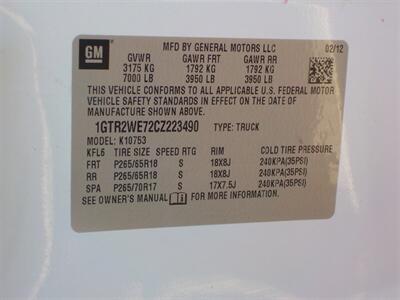 GM
MFD BY GENERAL MOTORS LLC 02/12
GVWR GAWR FRT GAWR RR
3175 KG 1792 KG 1792 KG
7000 LB 3950 LB 3950 LB
THIS VEHICLE CONFORMS TO ALL APPLICABLE U.S. FEDERAL MOTOR
VEHICLE SAFETY STANDARDS IN EFFECT ON THE DATE OF
MANUFACTURE SHOWN ABOVE.
1GTR2WE72CZ223490 TYPE: TRUCK
MODEL: K10753
KFL6 TIRE SIZE SPEED RTG RIM COLD TIRE PRESSURE
FRT P265/65R18 S 18X8J 240KPA(35PSI)
RR P265/65R18 S 18X8J 240KPA(35PSI)
SPA P265/70R17 S 17X7.5J 240KPA(35PSI)
SEE OWNER'S MANUAL FOR MORE INFORMATION.